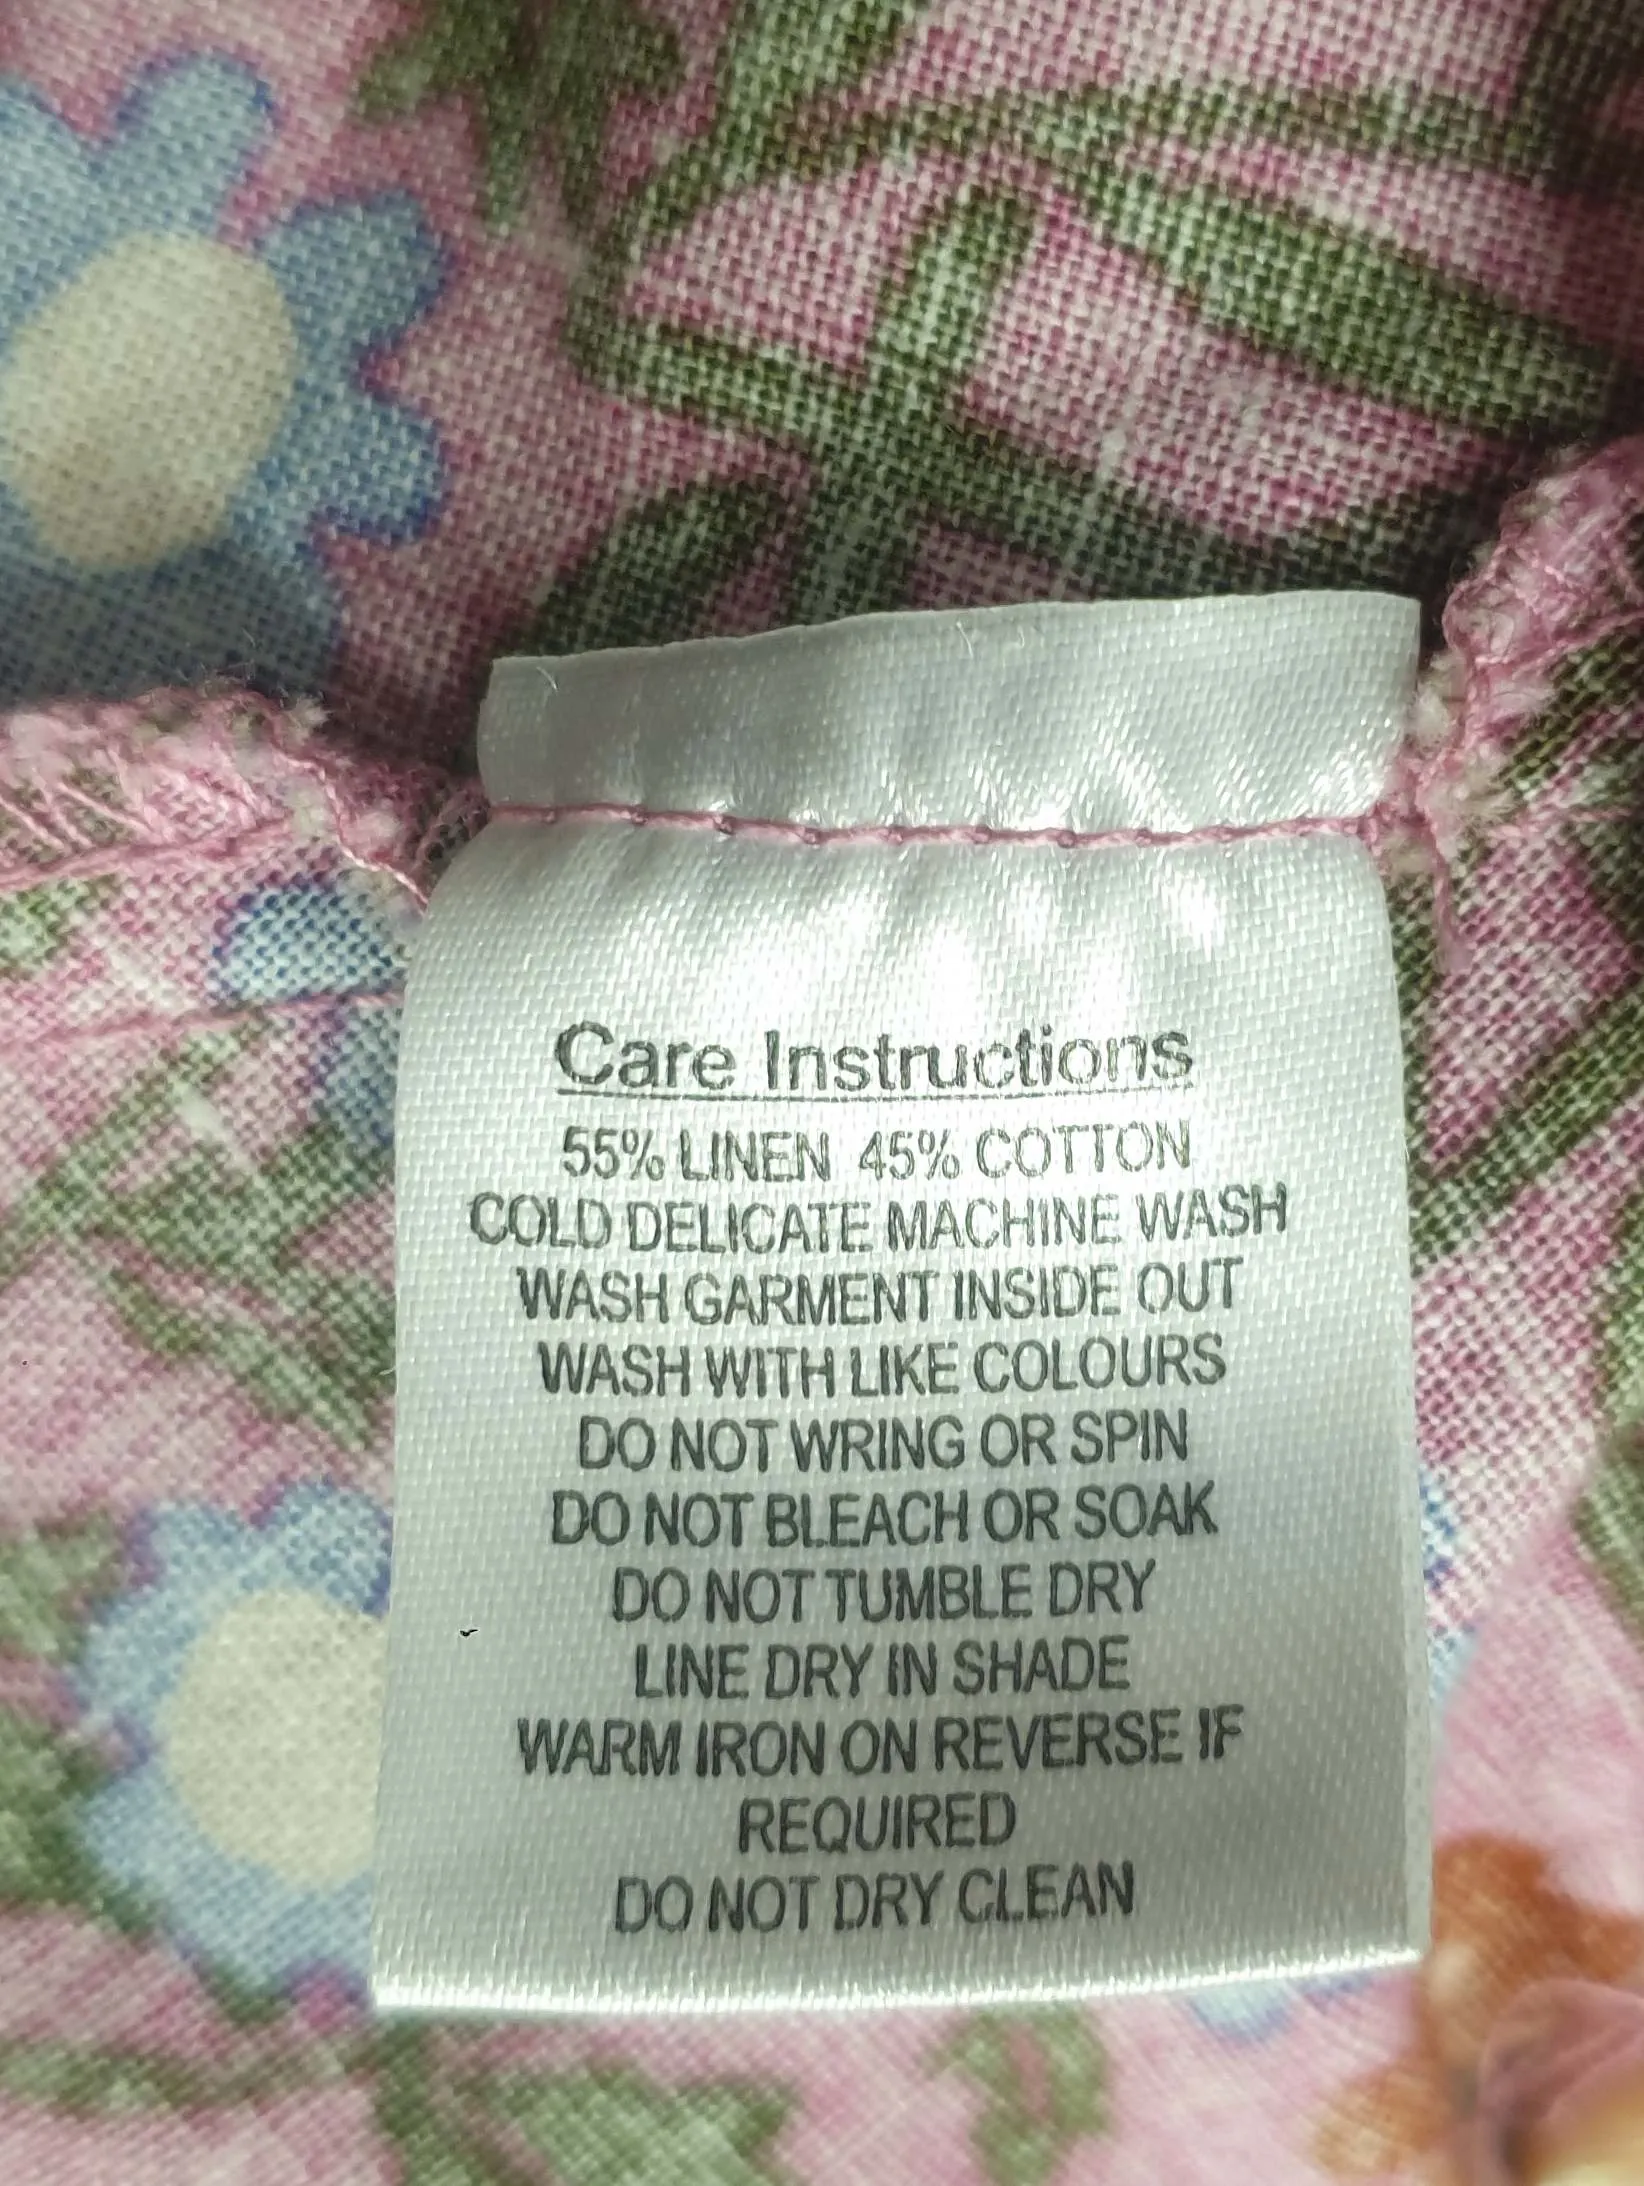 Care Instructions
55% LINEN 45% COTTON
COLD DELICATE MACHINE WASH
WASH GARMENT INSIDE OUT
WASH WITH LIKE COLOURS
DO NOT WRING OR SPIN
DO NOT BLEACH OR SOAK
DO NOT TUMBLE DRY
LINE DRY IN SHADE
WARM IRON ON REVERSE IF
REQUIRED
DO NOT DRY CLEAN